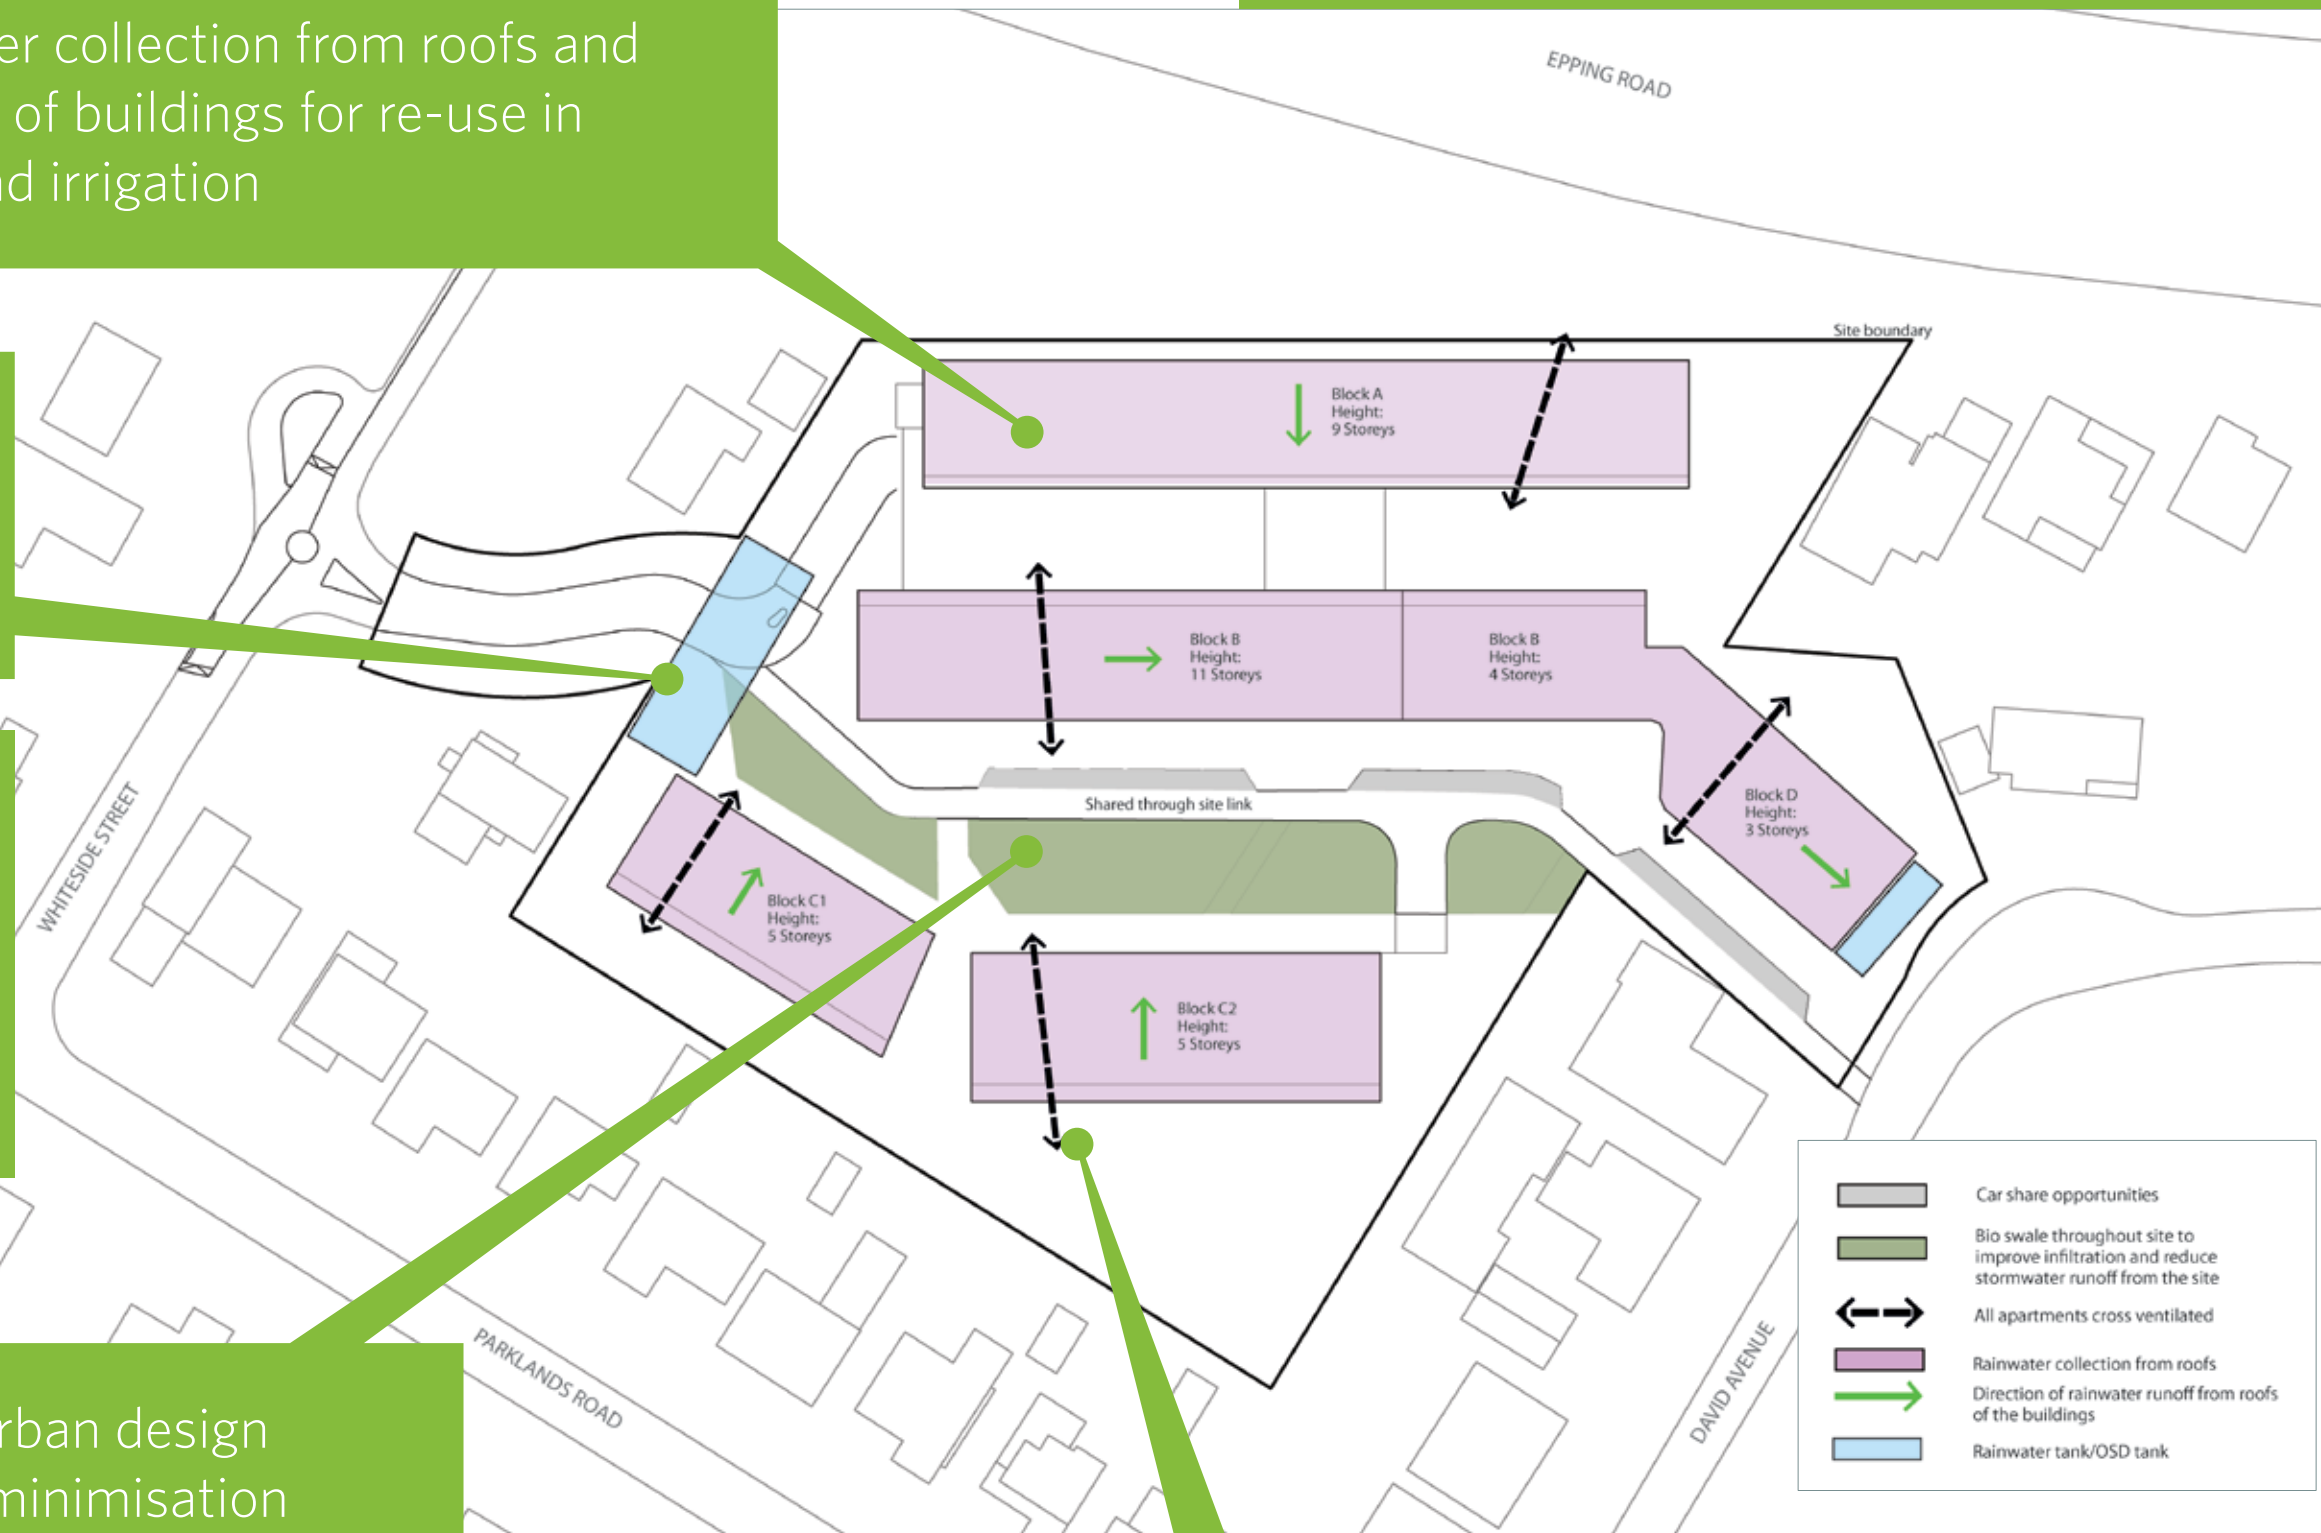 er collection from roofs and
of buildings for re-use in
nd irrigation
EPPING ROAD
Site boundary
Block A
Height:
9 Storeys
Block B
Height:
11 Storeys
Block B
Height:
4 Storeys
Block D
Height:
3 Storeys
Shared through site link
Block C1
Height:
5 Storeys
Block C2
Height:
5 Storeys
WHITESIDE STREET
PARKLANDS ROAD
DAVID AVENUE
Car share opportunities
Bio swale throughout site to
improve infiltration and reduce
stormwater runoff from the site
All apartments cross ventilated
Rainwater collection from roofs
Direction of rainwater runoff from roofs
of the buildings
Rainwater tank/OSD tank
rban design
minimisation